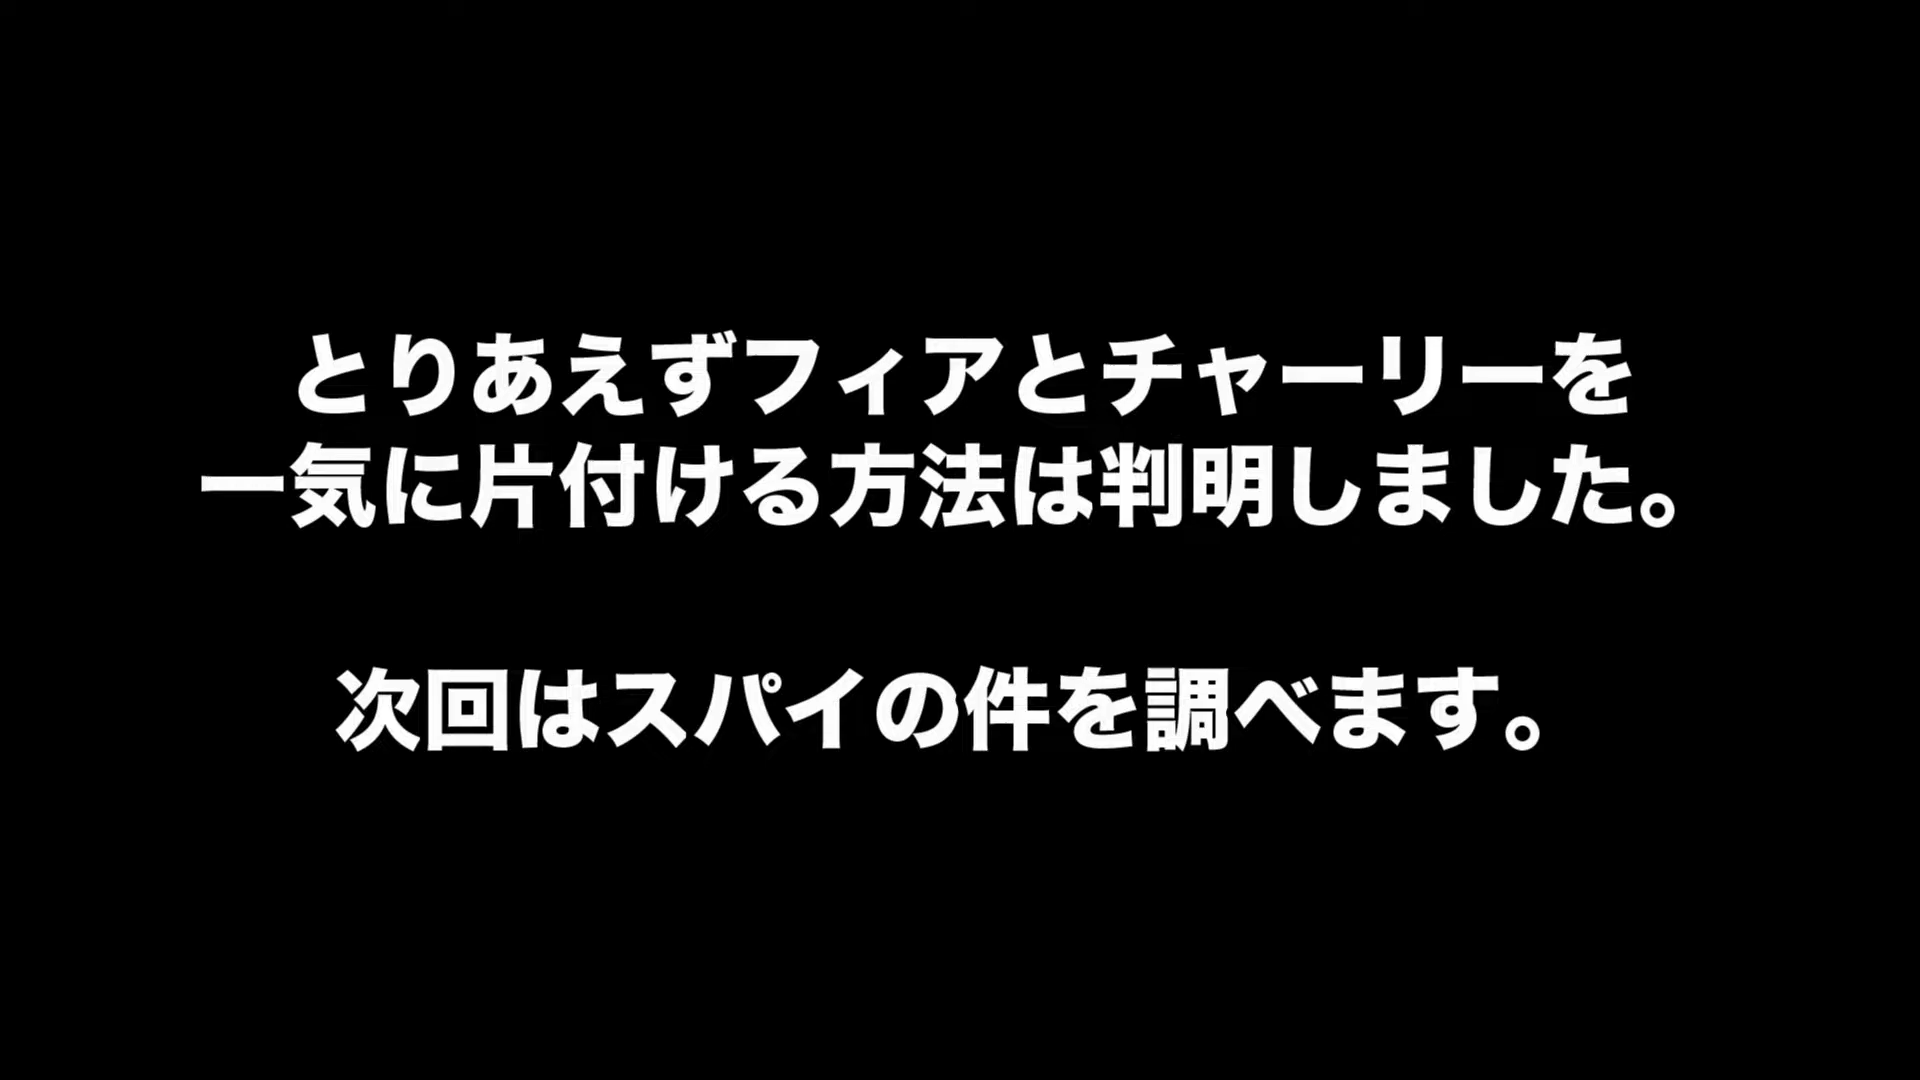 とりあえずフィアとチャーリーを
一気に片付ける方法は判明しました。
次回はスパイの件を調べます。